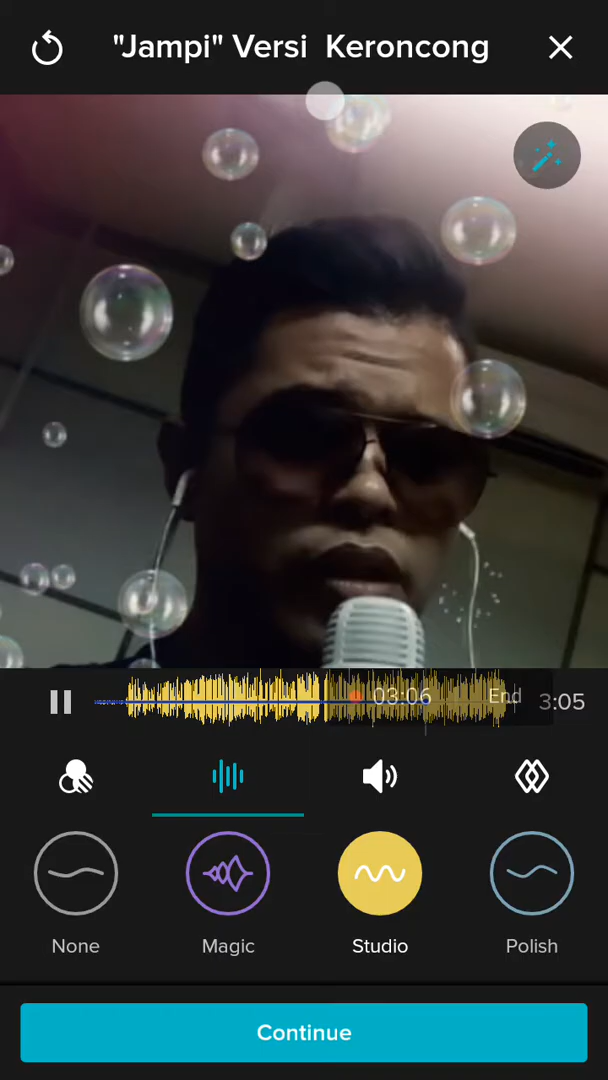 "Jampi" Versi  Keroncong
03:06 End 3:05
None Magic Studio Polish
Continue